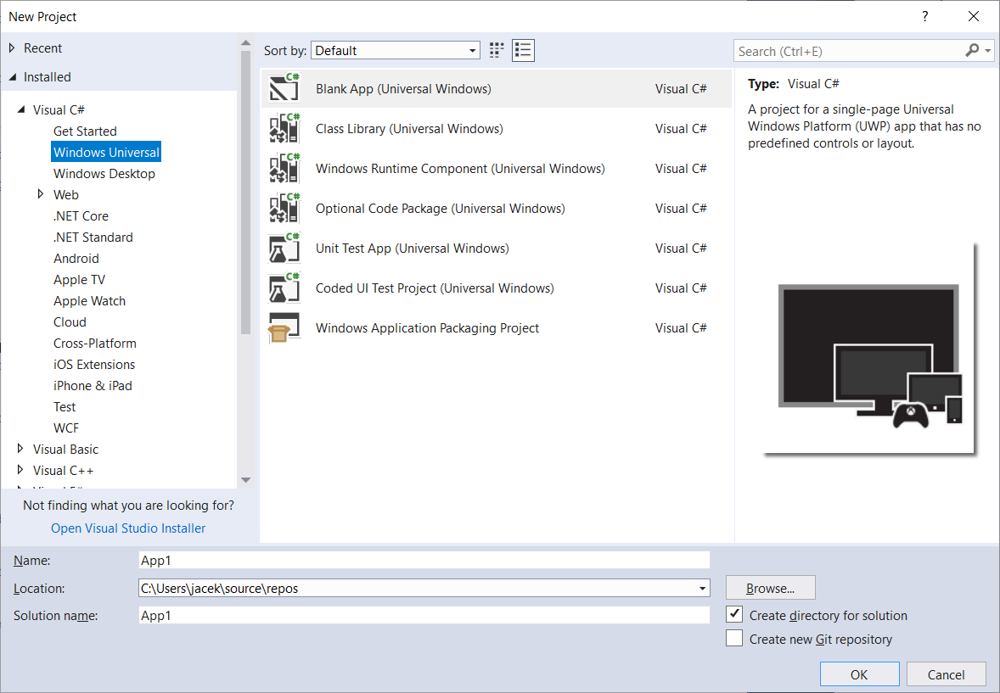 New Project
?
Recent
Installed
Visual C#
Get Started
Windows Universal
Windows Desktop
Web
.NET Core
.NET Standard
Android
Apple TV
Apple Watch
Cloud
Cross-Platform
iOS Extensions
iPhone & iPad
Test
WCF
Visual Basic
Visual C++
Not finding what you are looking for?
Open Visual Studio Installer
Sort by: Default
C# Blank App (Universal Windows) Visual C#
C# Class Library (Universal Windows) Visual C#
C# Windows Runtime Component (Universal Windows) Visual C#
C# Optional Code Package (Universal Windows) Visual C#
C# Unit Test App (Universal Windows) Visual C#
C# Coded UI Test Project (Universal Windows) Visual C#
Windows Application Packaging Project Visual C#
Search (Ctrl+E)
Type: Visual C#
A project for a single-page Universal
Windows Platform (UWP) app that has no
predefined controls or layout.
Name: App1
Location: C:\Users\jacek\source\repos
Browse...
Solution name: App1
Create directory for solution
Create new Git repository
OK
Cancel